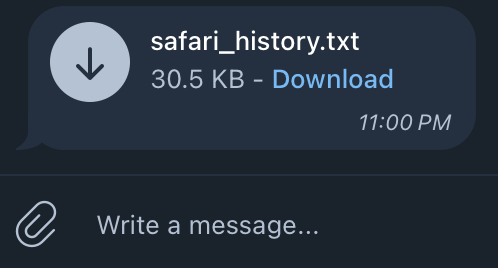 safari_history.txt
30.5 KB - Download
11:00 PM
Write a message...